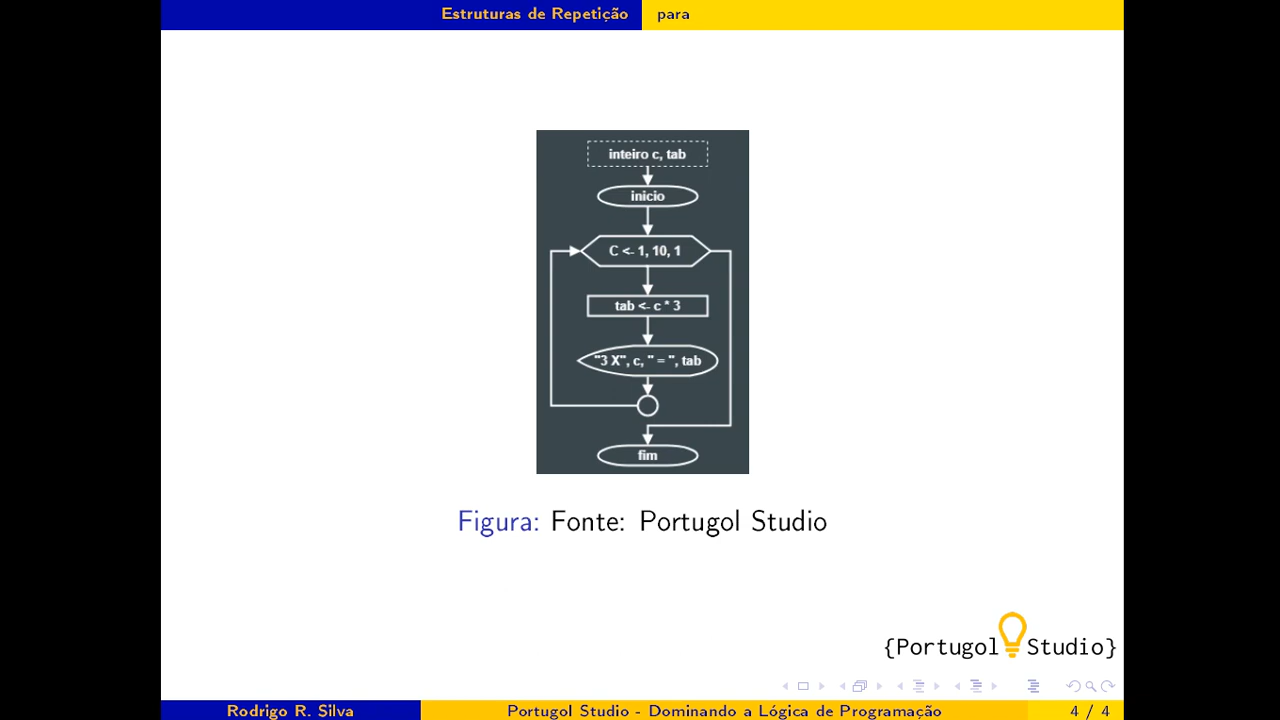 Estruturas de Repetição para
inteiro c, tab
inicio
C <- 1, 10, 1
tab <- c * 3
"3 X", c, " = ", tab
fim
Figura: Fonte: Portugol Studio
{Portugol Studio}
Rodrigo R. Silva Portugol Studio - Dominando a Lógica de Programação 4 / 4